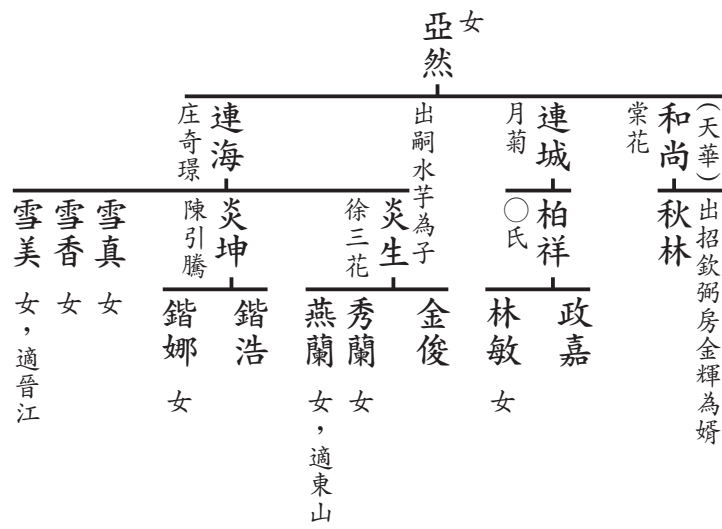 女
亞然
(天華)
和尚
棠花
連城
月菊
連海
庄奇璟
出招欽弼房金輝為婿
秋林
柏祥
○氏
出嗣水芋為子
炎生
徐三花
炎坤
陳引騰
雪真 女
雪香 女
雪美 女,適晉江
政嘉
林敏 女
金俊
秀蘭 女
燕蘭 女,適東山
鍇浩
鍇娜 女